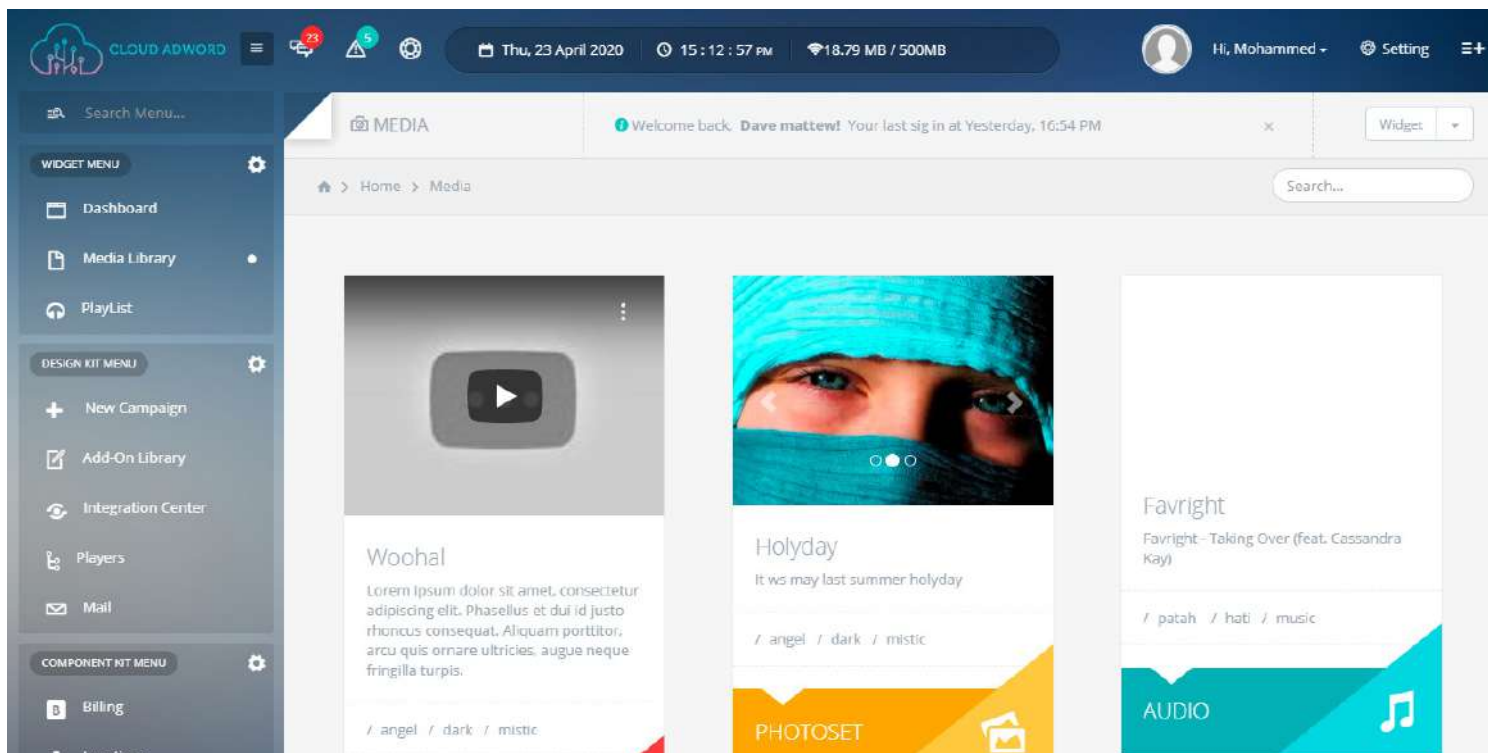 CLOUD ADWORD
23
5
Thu, 23 April 2020
15 : 12 : 57 PM
18.79 MB / 500MB
Hi, Mohammed
Setting
Search Menu...
MEDIA
Welcome back, Dave mattew! Your last sig in at Yesterday, 16:54 PM
×
Widget
WIDGET MENU
Home > Media
Search...
Dashboard
Media Library
PlayList
DESIGN KIT MENU
New Campaign
Add-On Library
Integration Center
Players
Mail
COMPONENT KIT MENU
B Billing
Woohal
Lorem ipsum dolor sit amet, consectetur
adipiscing elit. Phasellus et dui id justo
rhoncus consequat. Aliquam porttitor,
arcu quis ornare ultricies, augue neque
fringilla turpis.
/ angel / dark / mistic
Holyday
It ws may last summer holyday
/ angel / dark / mistic
PHOTOSET
Favright
Favright - Taking Over (feat. Cassandra
Kay)
/ patah / hati / music
AUDIO